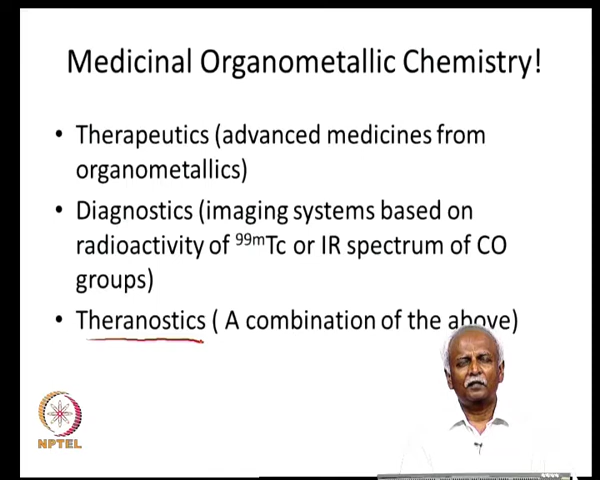 Medicinal Organometallic Chemistry!
• Therapeutics (advanced medicines from
organometallics)
• Diagnostics (imaging systems based on
radioactivity of ⁹⁹ᵐTc or IR spectrum of CO
groups)
• Theranostics ( A combination of the above)
NPTEL